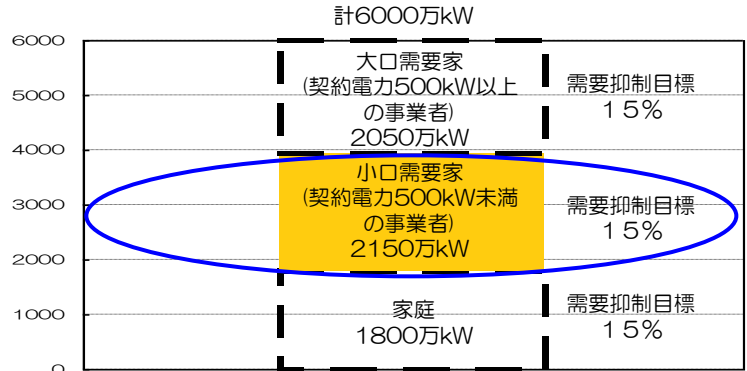 計6000万kW
6000
5000
4000
3000
2000
1000
0
大口需要家
(契約電力500kW以上
の事業者)
2050万kW
需要抑制目標
１５%
小口需要家
(契約電力500kW未満
の事業者)
2150万kW
需要抑制目標
１５%
家庭
1800万kW
需要抑制目標
１５%